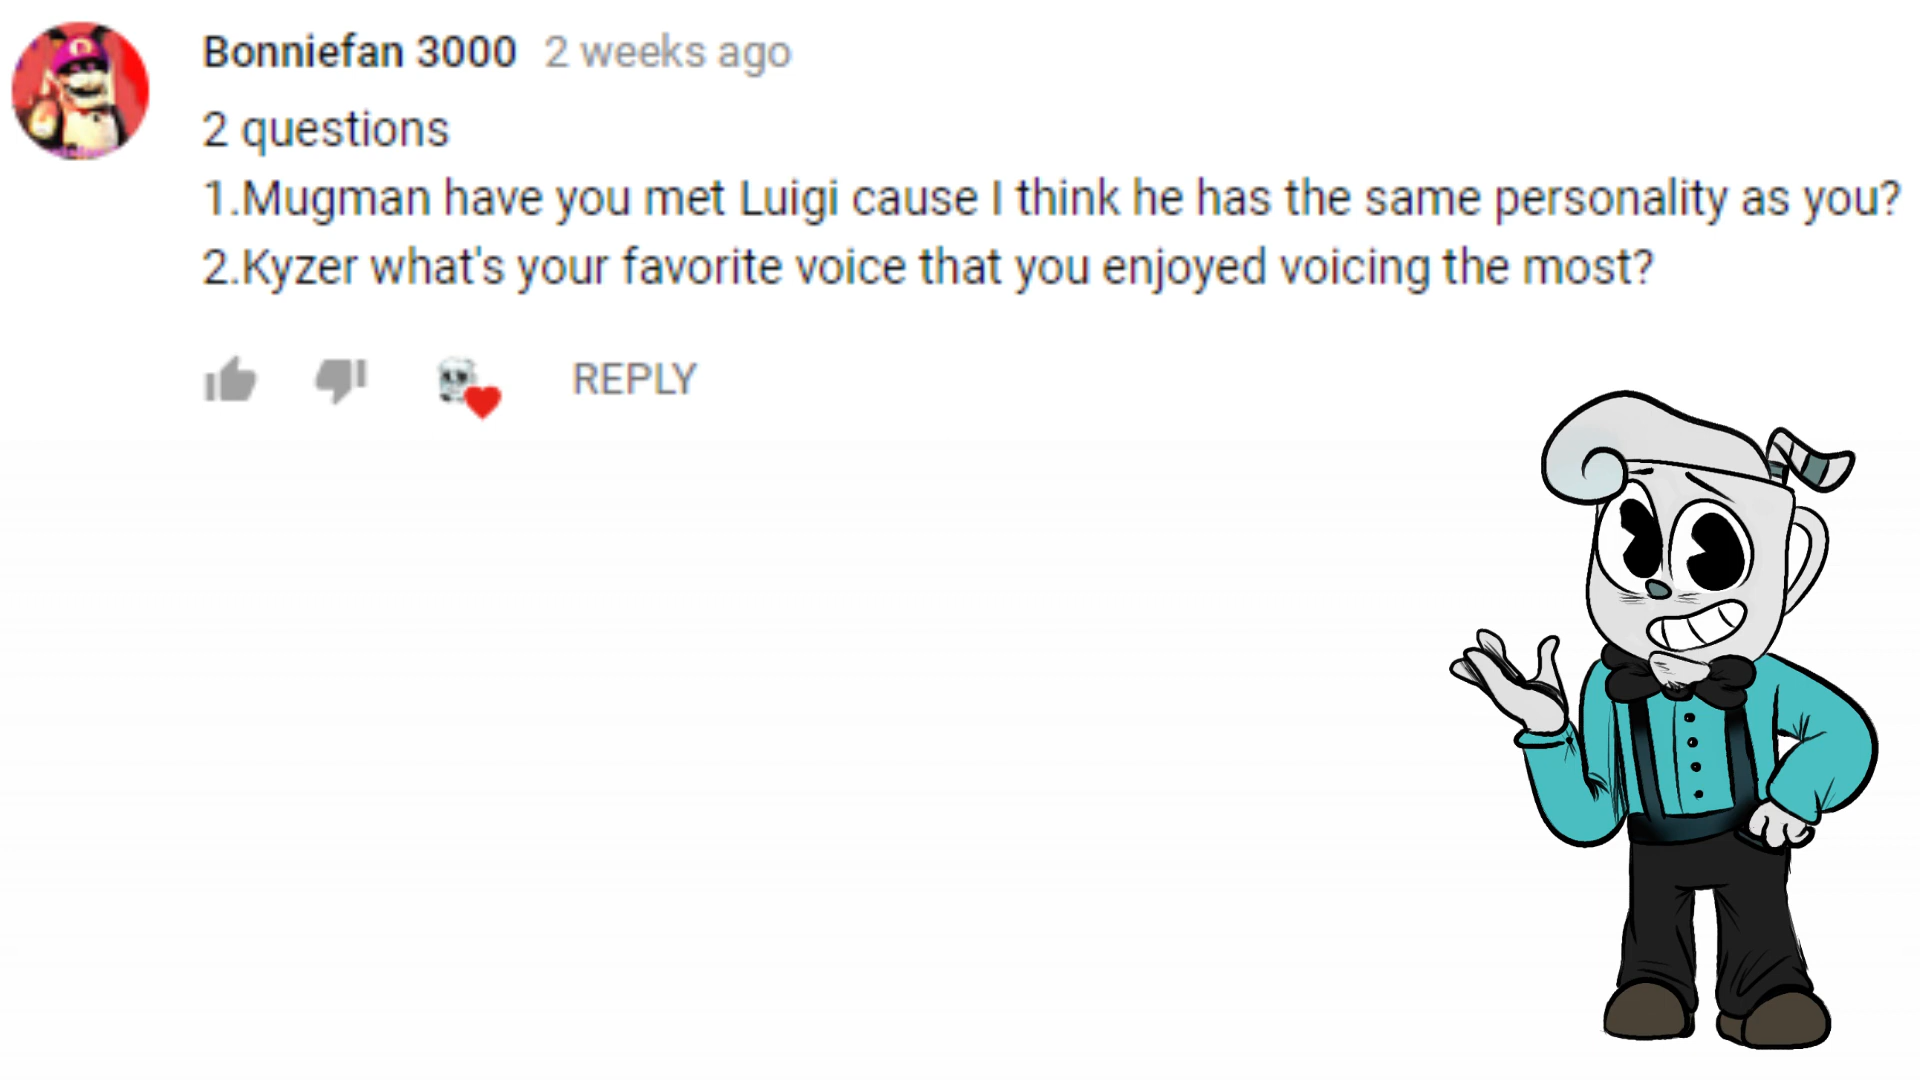 Bonniefan 3000 2 weeks ago
2 questions
1.Mugman have you met Luigi cause I think he has the same personality as you?
2.Kyzer what's your favorite voice that you enjoyed voicing the most?
REPLY